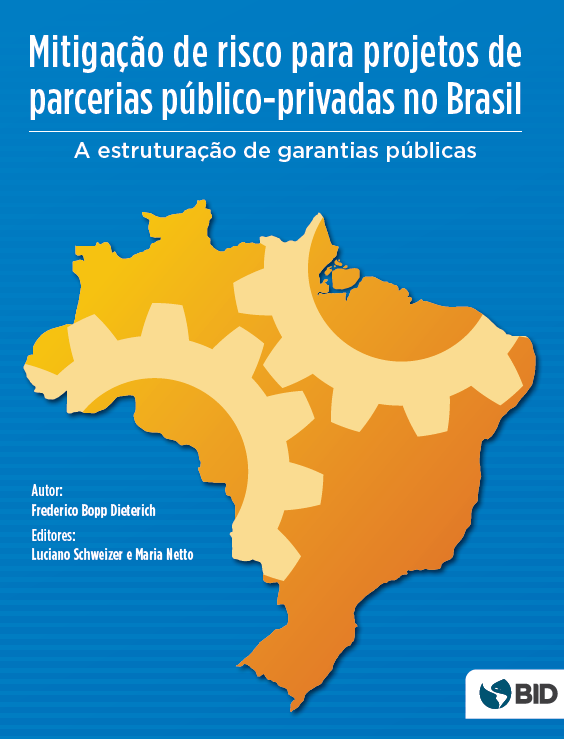 Mitigação de risco para projetos de
parcerias público-privadas no Brasil
A estruturação de garantias públicas
Autor:
Frederico Bopp Dieterich
Editores:
Luciano Schweizer e Maria Netto
BID